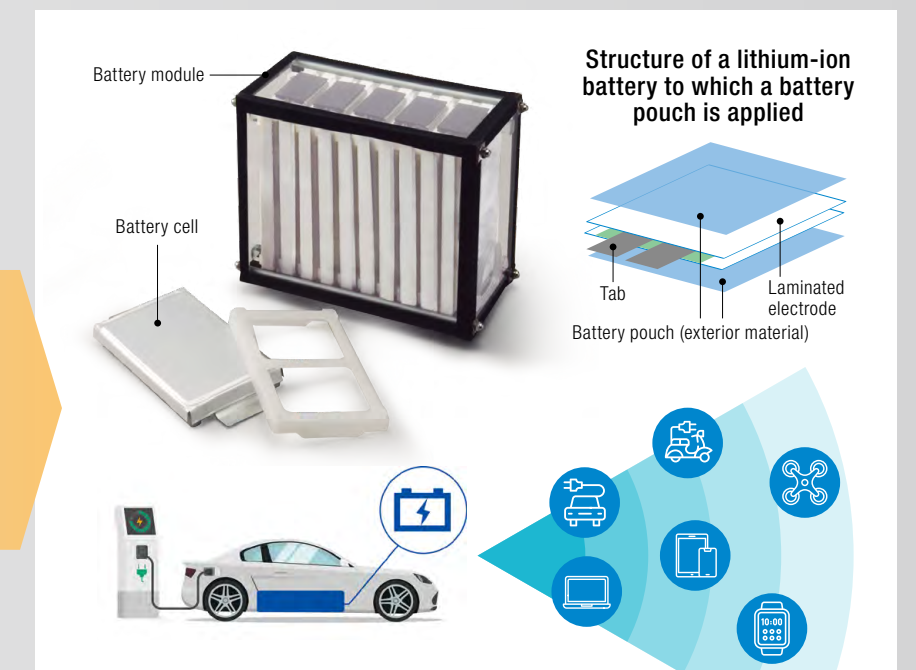 Battery module
Structure of a lithium-ion
battery to which a battery
pouch is applied
Battery cell
Tab
Laminated
electrode
Battery pouch (exterior material)
10:00